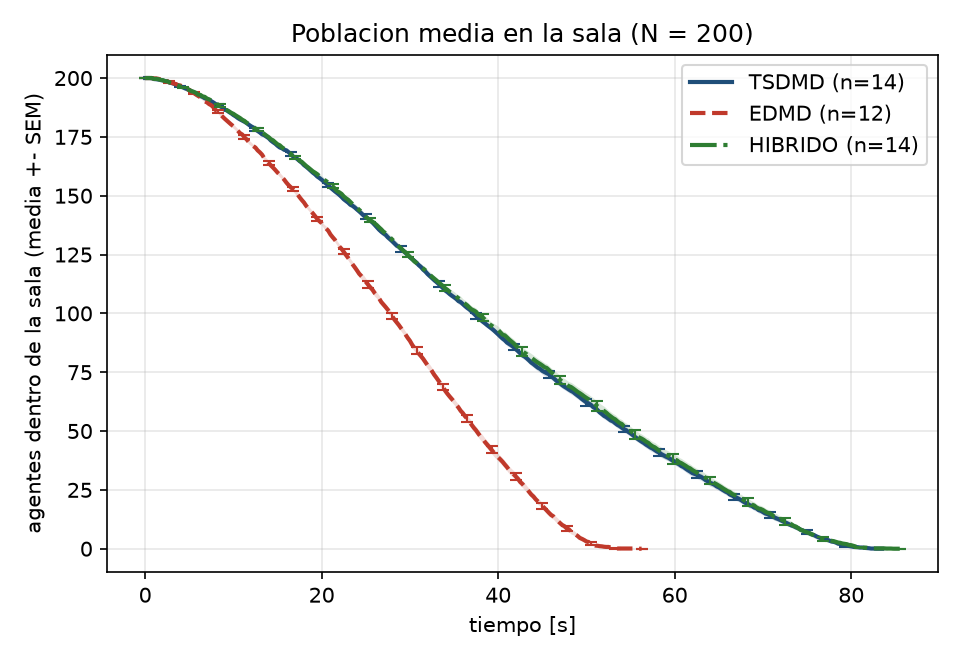 Poblacion media en la sala (N = 200)
TSDMD (n=14)
EDMD (n=12)
HIBRIDO (n=14)
agentes dentro de la sala (media +- SEM)
200
175
150
125
100
75
50
25
0
0 20 40 60 80
tiempo [s]